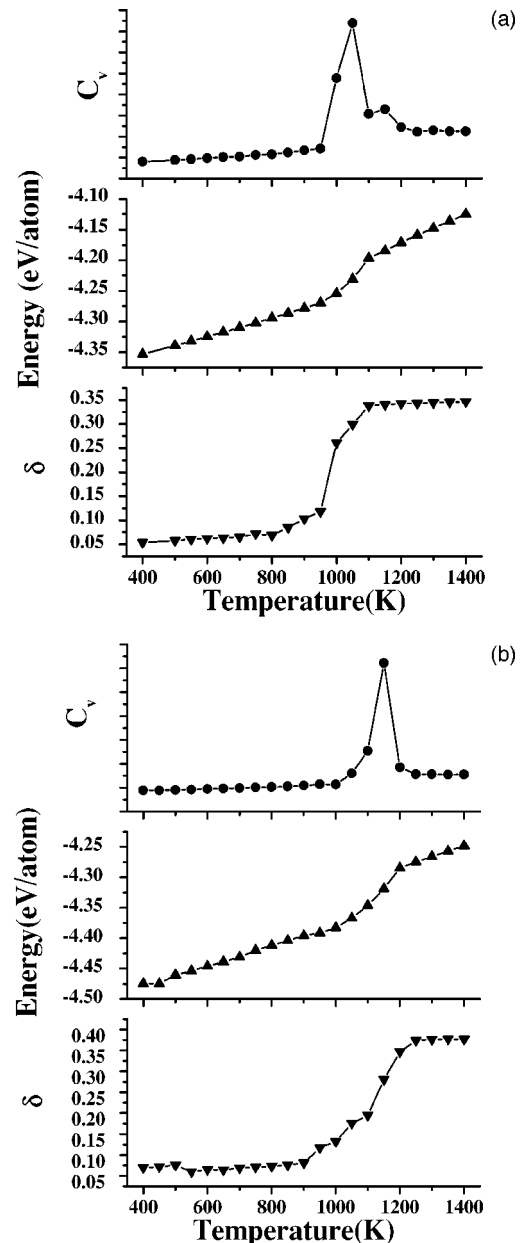 (a)
C_v
-4.10
-4.15
-4.20
-4.25
-4.30
-4.35
Energy (eV/atom)
0.35
0.30
0.25
0.20
0.15
0.10
0.05
δ
400 600 800 1000 1200 1400
Temperature(K)
(b)
C_v
-4.25
-4.30
-4.35
-4.40
-4.45
-4.50
Energy(eV/atom)
0.40
0.35
0.30
0.25
0.20
0.15
0.10
0.05
δ
400 600 800 1000 1200 1400
Temperature(K)